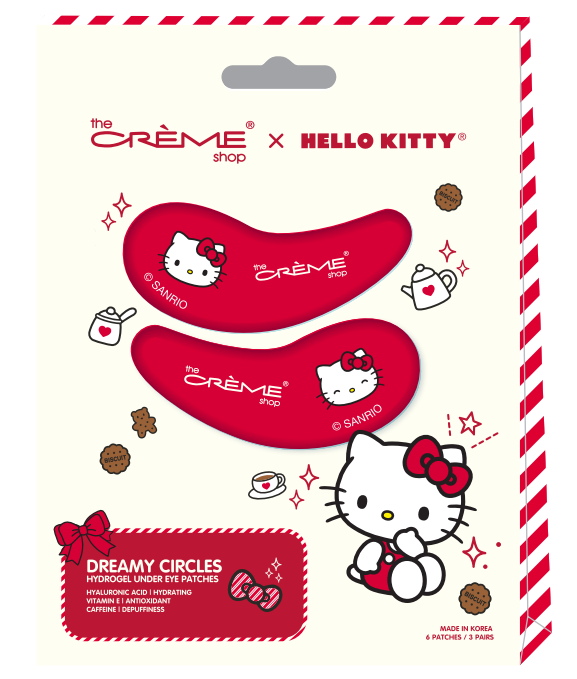 the
CRÈME®
shop
×
HELLO KITTY®
BISCUIT
the
CRÈME®
shop
© SANRIO
the
CRÈME®
shop
© SANRIO
BISCUIT
DREAMY CIRCLES
HYDROGEL UNDER EYE PATCHES
HYALURONIC ACID | HYDRATING
VITAMIN E | ANTIOXIDANT
CAFFEINE | DEPUFFINESS
BISCUIT
MADE IN KOREA
6 PATCHES / 3 PAIRS